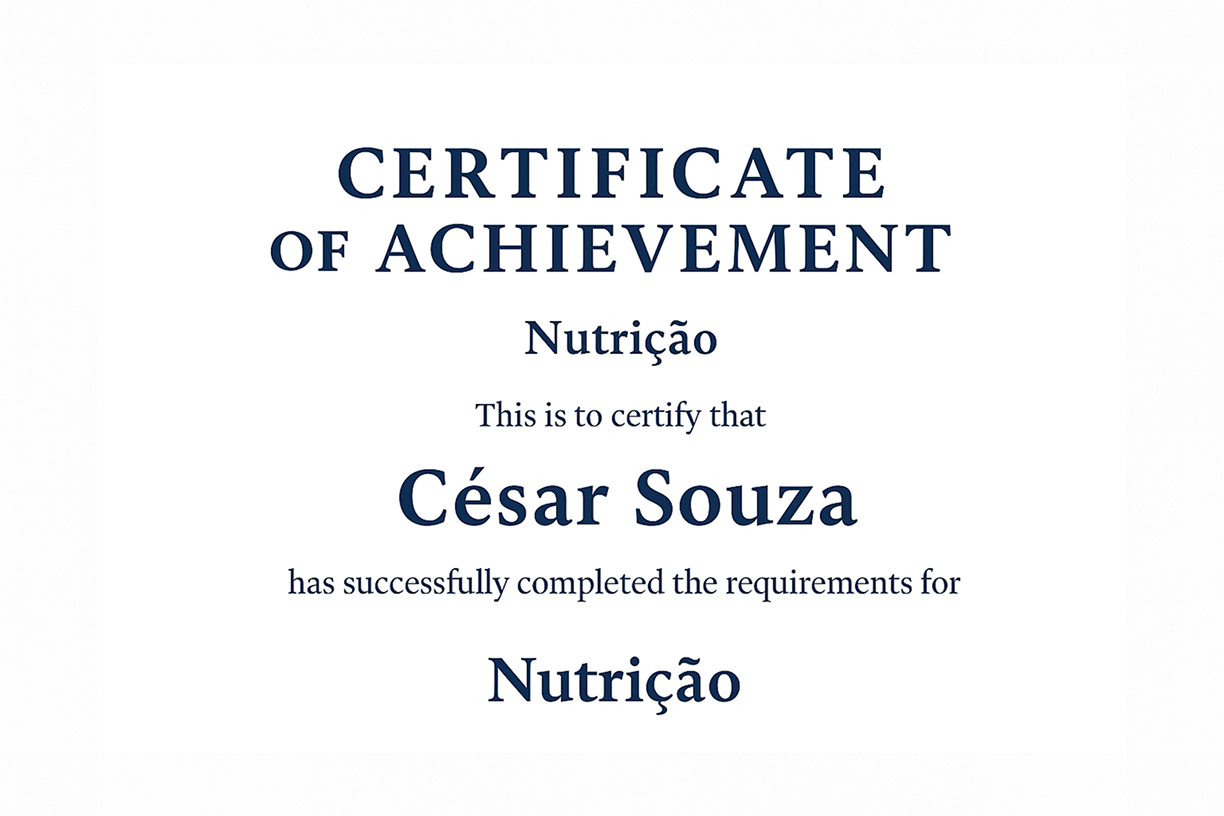 CERTIFICATE
OF ACHIEVEMENT
Nutrição
This is to certify that
César Souza
has successfully completed the requirements for
Nutrição